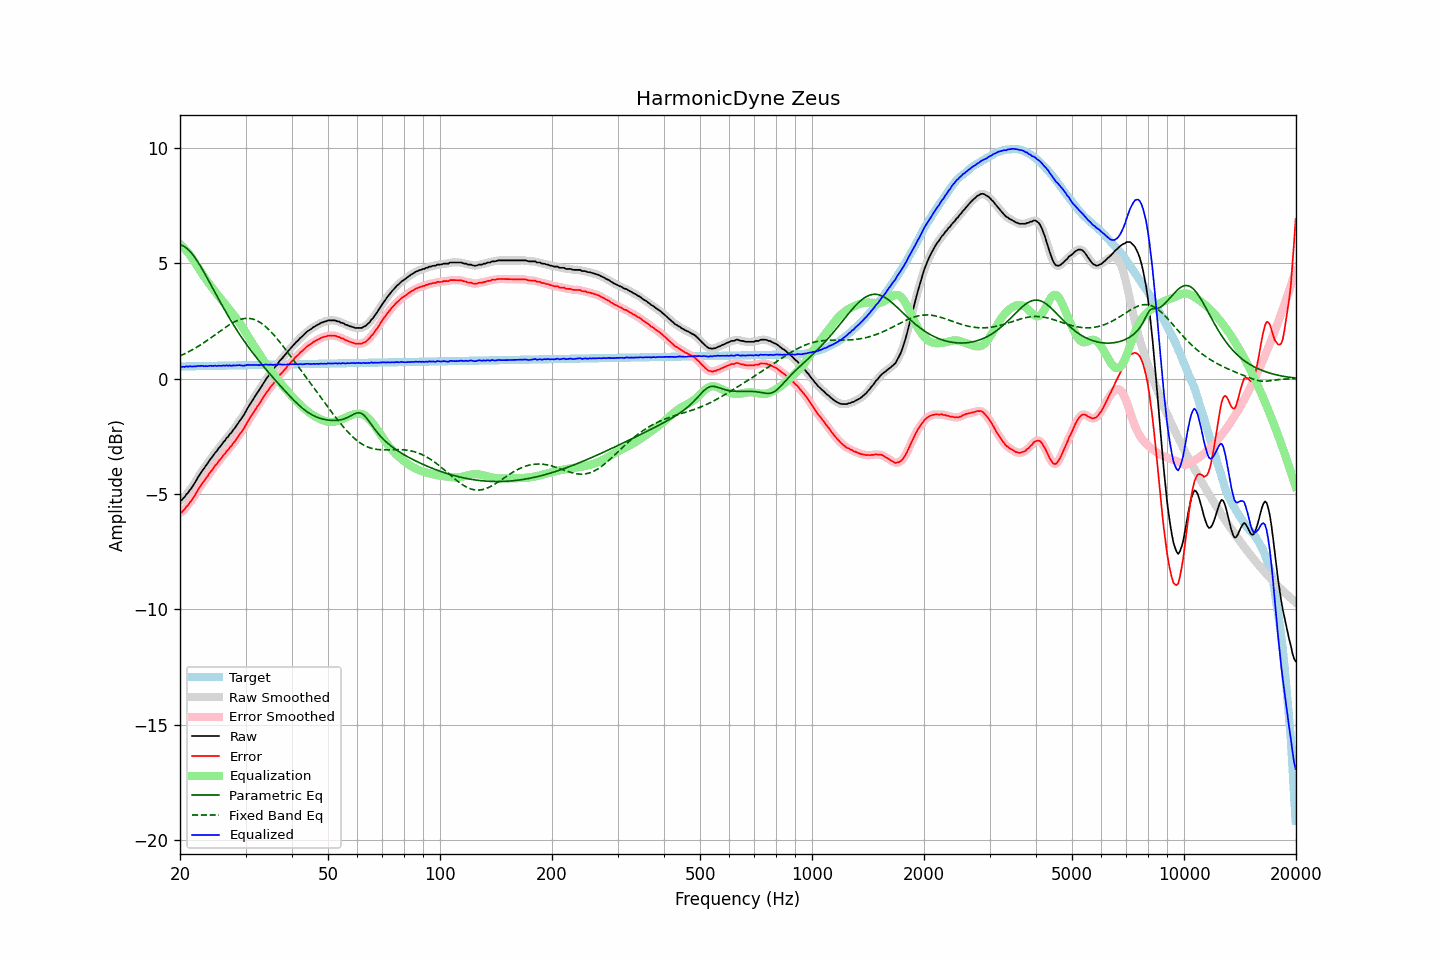 HarmonicDyne Zeus
Amplitude (dBr)
10
5
0
−5
−10
−15
−20
Target
Raw Smoothed
Error Smoothed
Raw
Error
Equalization
Parametric Eq
Fixed Band Eq
Equalized
20 50 100 200 500 1000 2000 5000 10000 20000
Frequency (Hz)